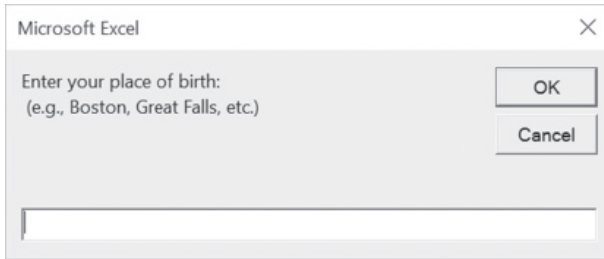 Microsoft Excel
Enter your place of birth:
(e.g., Boston, Great Falls, etc.)
OK
Cancel